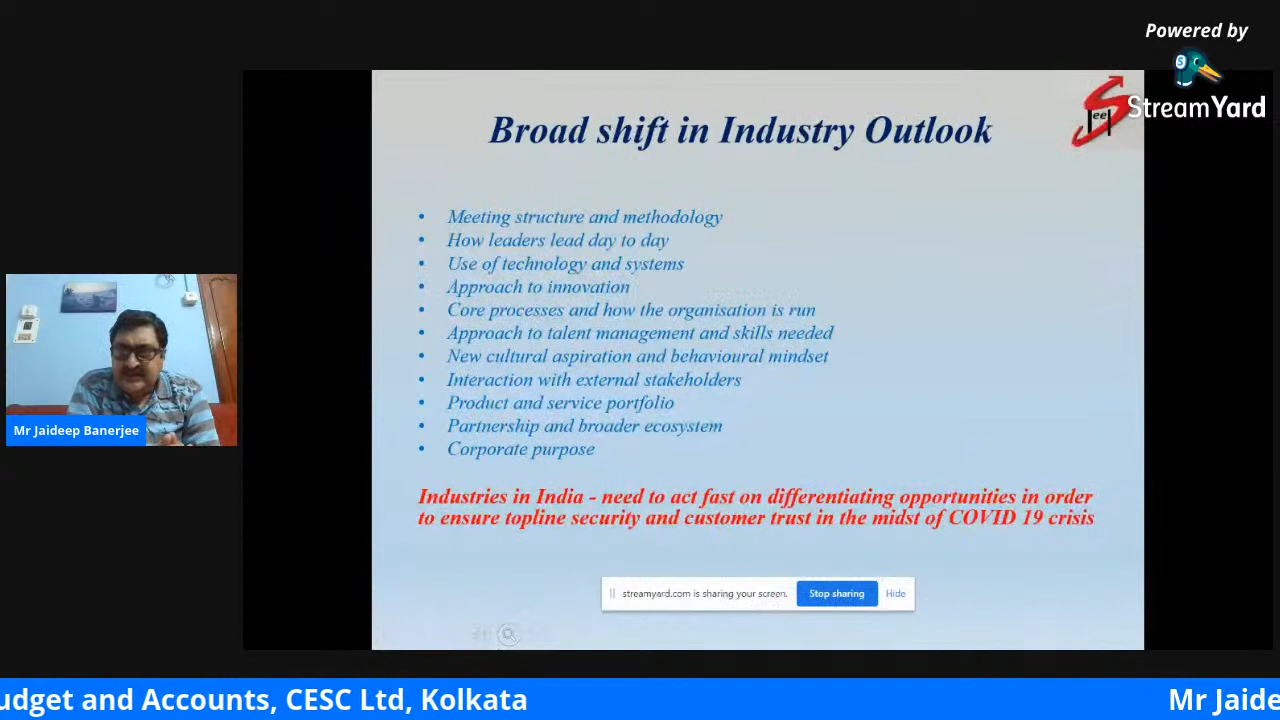 Powered by
StreamYard
Broad shift in Industry Outlook
• Meeting structure and methodology
• How leaders lead day to day
• Use of technology and systems
• Approach to innovation
• Core processes and how the organisation is run
• Approach to talent management and skills needed
• New cultural aspiration and behavioural mindset
• Interaction with external stakeholders
• Product and service portfolio
• Partnership and broader ecosystem
• Corporate purpose
Industries in India - need to act fast on differentiating opportunities in order
to ensure topline security and customer trust in the midst of COVID 19 crisis
Mr Jaideep Banerjee
streamyard.com is sharing your screen. Stop sharing Hide
udget and Accounts, CESC Ltd, Kolkata Mr Jaide